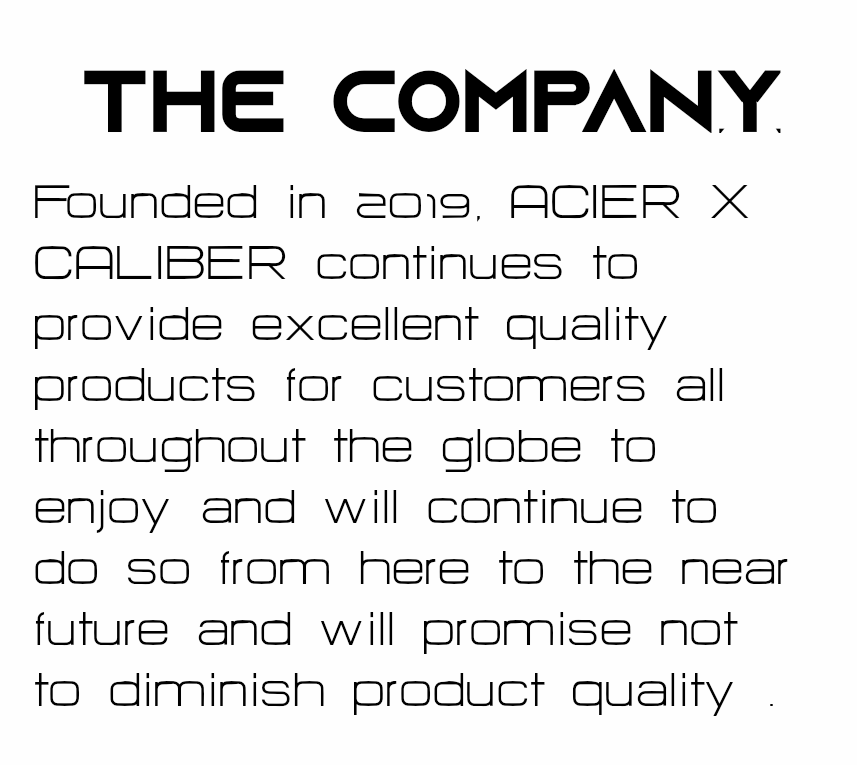 THE COMPANY
Founded in 2019, ACIER X
CALIBER continues to
provide excellent quality
products for customers all
throughout the globe to
enjoy and will continue to
do so from here to the near
future and will promise not
to diminish product quality .